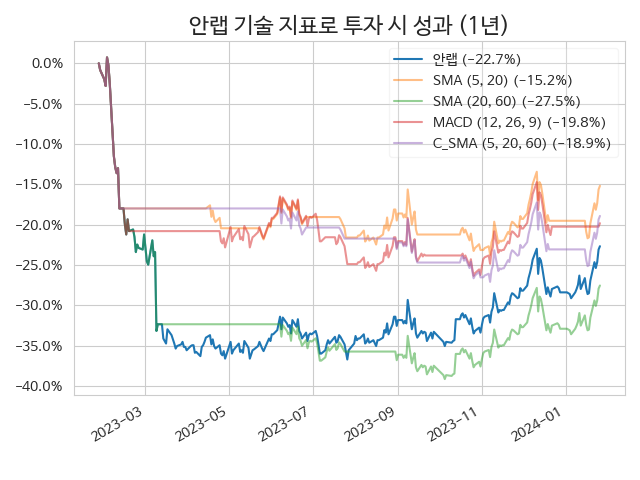 안랩 기술 지표로 투자 시 성과 (1년)
안랩 (−22.7%)
SMA (5, 20) (−15.2%)
SMA (20, 60) (−27.5%)
MACD (12, 26, 9) (−19.8%)
C_SMA (5, 20, 60) (−18.9%)
0.0%
−5.0%
−10.0%
−15.0%
−20.0%
−25.0%
−30.0%
−35.0%
−40.0%
2023−03
2023−05
2023−07
2023−09
2023−11
2024−01